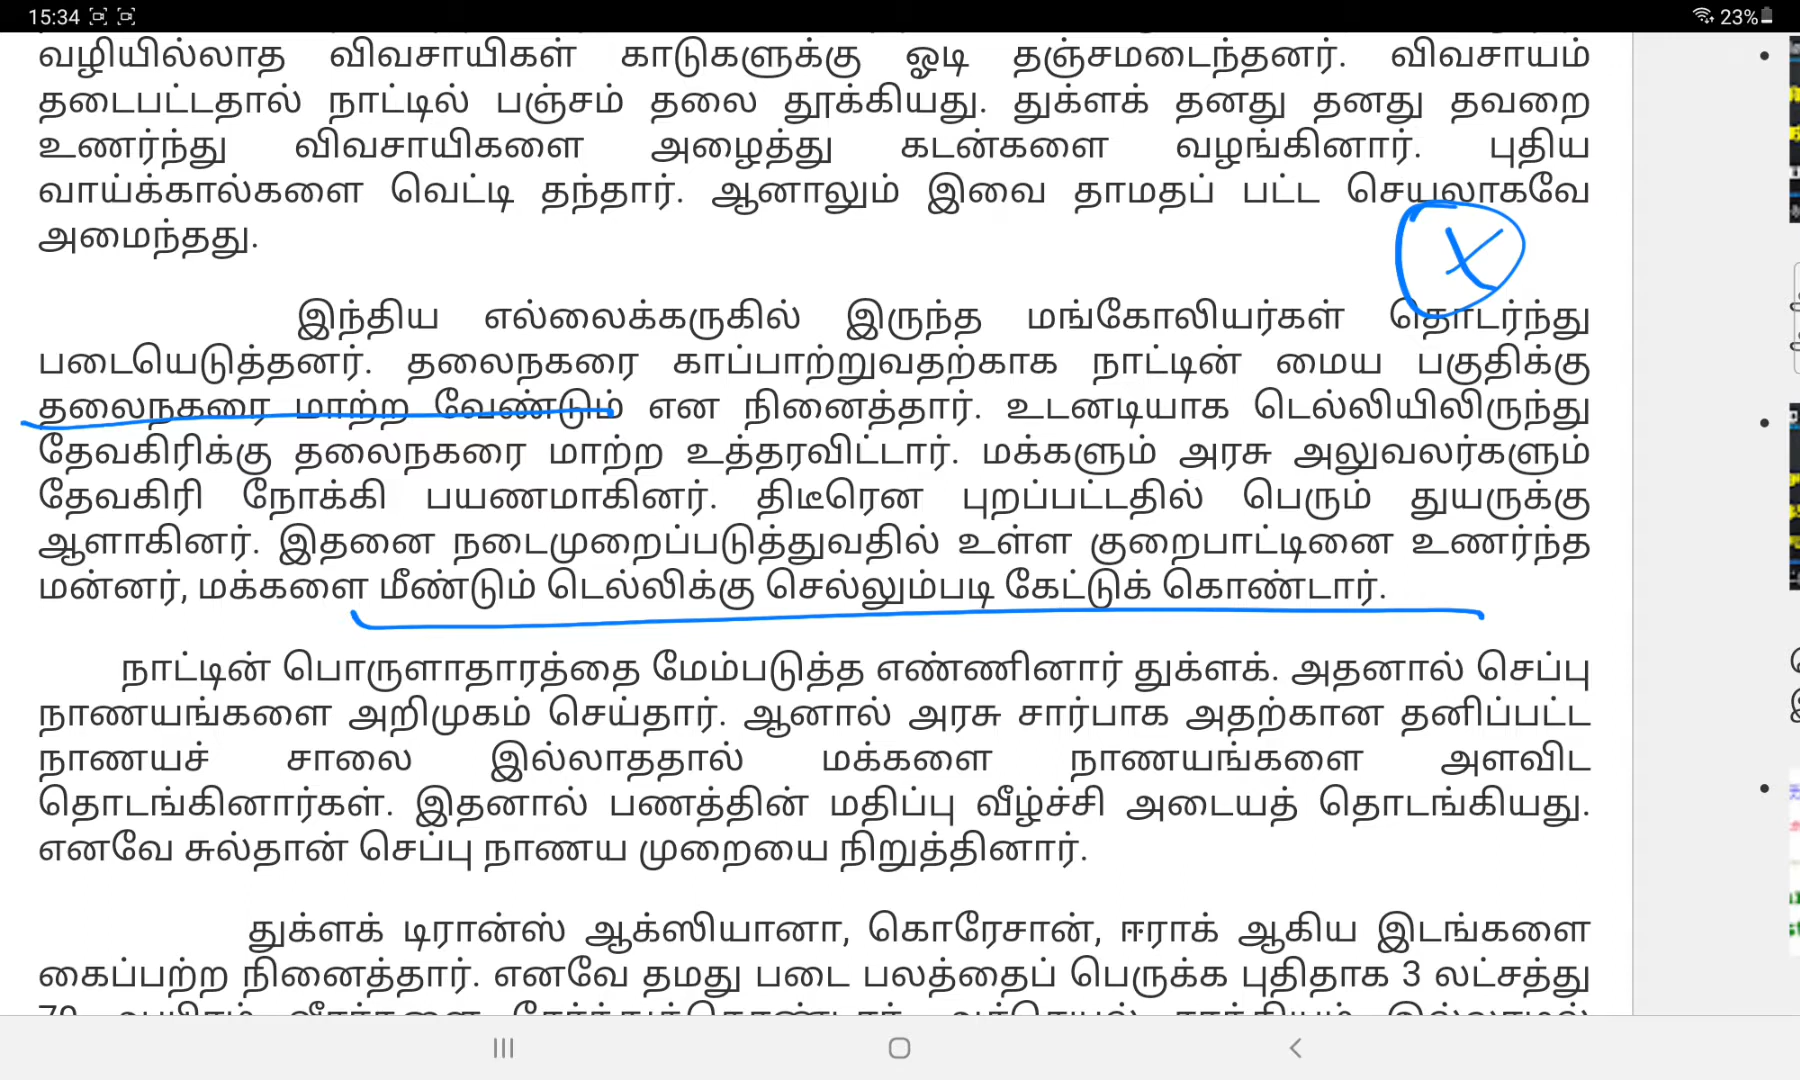 15:34
23%
வழியில்லாத விவசாயிகள் காடுகளுக்கு ஓடி தஞ்சமடைந்தனர். விவசாயம்
தடைபட்டதால் நாட்டில் பஞ்சம் தலை தூக்கியது. துக்ளக் தனது தனது தவறை
உணர்ந்து விவசாயிகளை அழைத்து கடன்களை வழங்கினார். புதிய
வாய்க்கால்களை வெட்டி தந்தார். ஆனாலும் இவை தாமதப் பட்ட செயலாகவே
அமைந்தது.
X
இந்திய எல்லைக்கருகில் இருந்த மங்கோலியர்கள் தொடர்ந்து
படையெடுத்தனர். தலைநகரை காப்பாற்றுவதற்காக நாட்டின் மைய பகுதிக்கு
தலைநகரை மாற்ற வேண்டும் என நினைத்தார். உடனடியாக டெல்லியிலிருந்து
தேவகிரிக்கு தலைநகரை மாற்ற உத்தரவிட்டார். மக்களும் அரசு அலுவலர்களும்
தேவகிரி நோக்கி பயணமாகினர். திடீரென புறப்பட்டதில் பெரும் துயருக்கு
ஆளாகினர். இதனை நடைமுறைப்படுத்துவதில் உள்ள குறைபாட்டினை உணர்ந்த
மன்னர், மக்களை மீண்டும் டெல்லிக்கு செல்லும்படி கேட்டுக் கொண்டார்.
நாட்டின் பொருளாதாரத்தை மேம்படுத்த எண்ணினார் துக்ளக். அதனால் செப்பு
நாணயங்களை அறிமுகம் செய்தார். ஆனால் அரசு சார்பாக அதற்கான தனிப்பட்ட
நாணயச் சாலை இல்லாததால் மக்களை நாணயங்களை அளவிட
தொடங்கினார்கள். இதனால் பணத்தின் மதிப்பு வீழ்ச்சி அடையத் தொடங்கியது.
எனவே சுல்தான் செப்பு நாணய முறையை நிறுத்தினார்.
துக்ளக் டிரான்ஸ் ஆக்ஸியானா, கொரேசான், ஈராக் ஆகிய இடங்களை
கைப்பற்ற நினைத்தார். எனவே தமது படை பலத்தைப் பெருக்க புதிதாக 3 லட்சத்து